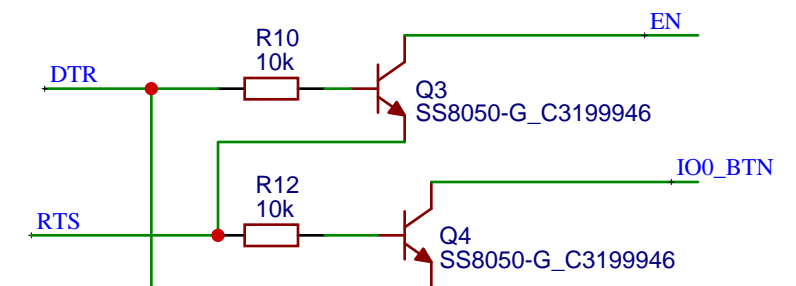 EN
R10
10k
DTR
Q3
SS8050-G_C3199946
IO0_BTN
R12
10k
RTS
Q4
SS8050-G_C3199946